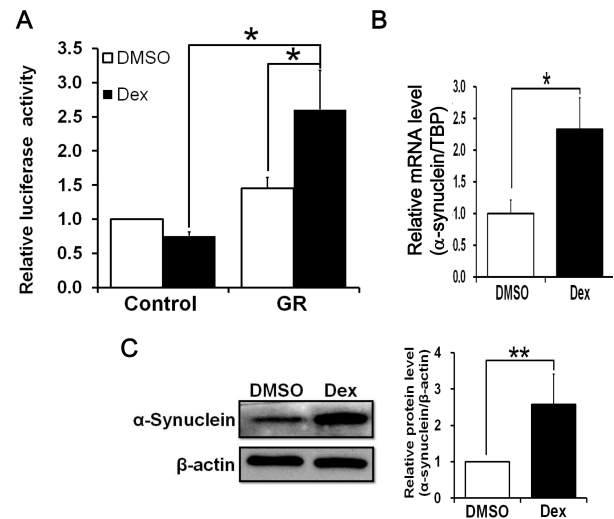 A
Relative luciferase activity
3.5
3.0
2.5
2.0
1.5
1.0
0.5
0.0
DMSO
Dex
*
*
Control
GR
B
Relative mRNA level
(α-synuclein/TBP)
3.0
2.5
2.0
1.5
1.0
0.5
0.0
*
DMSO
Dex
C
DMSO Dex
α-Synuclein
β-actin
Relative protein level
(α-synuclein/β-actin)
4
3
2
1
0
**
DMSO
Dex